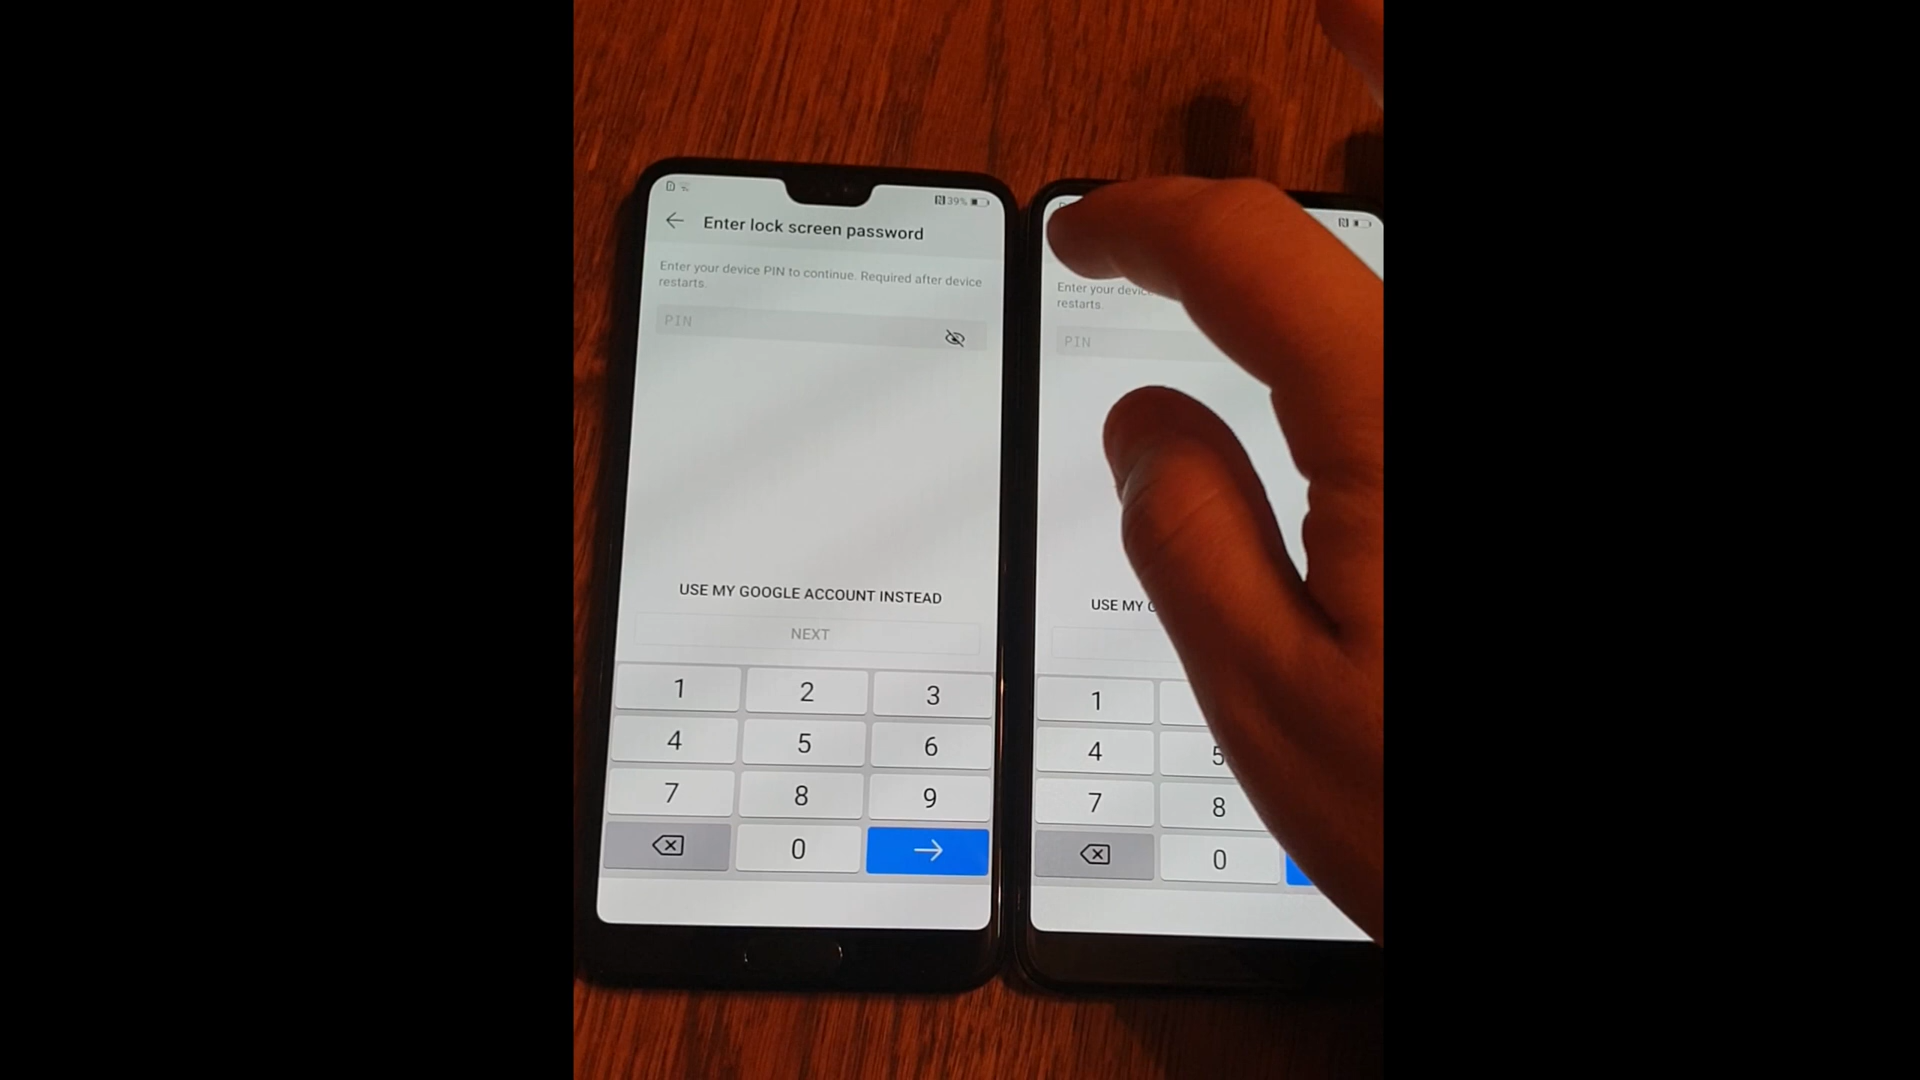 39%
Enter lock screen password
Enter your device PIN to continue. Required after device
restarts.
PIN
USE MY GOOGLE ACCOUNT INSTEAD
NEXT
1 2 3
4 5 6
7 8 9
0
Enter your device
restarts.
PIN
USE MY
1
4 5
7 8
0